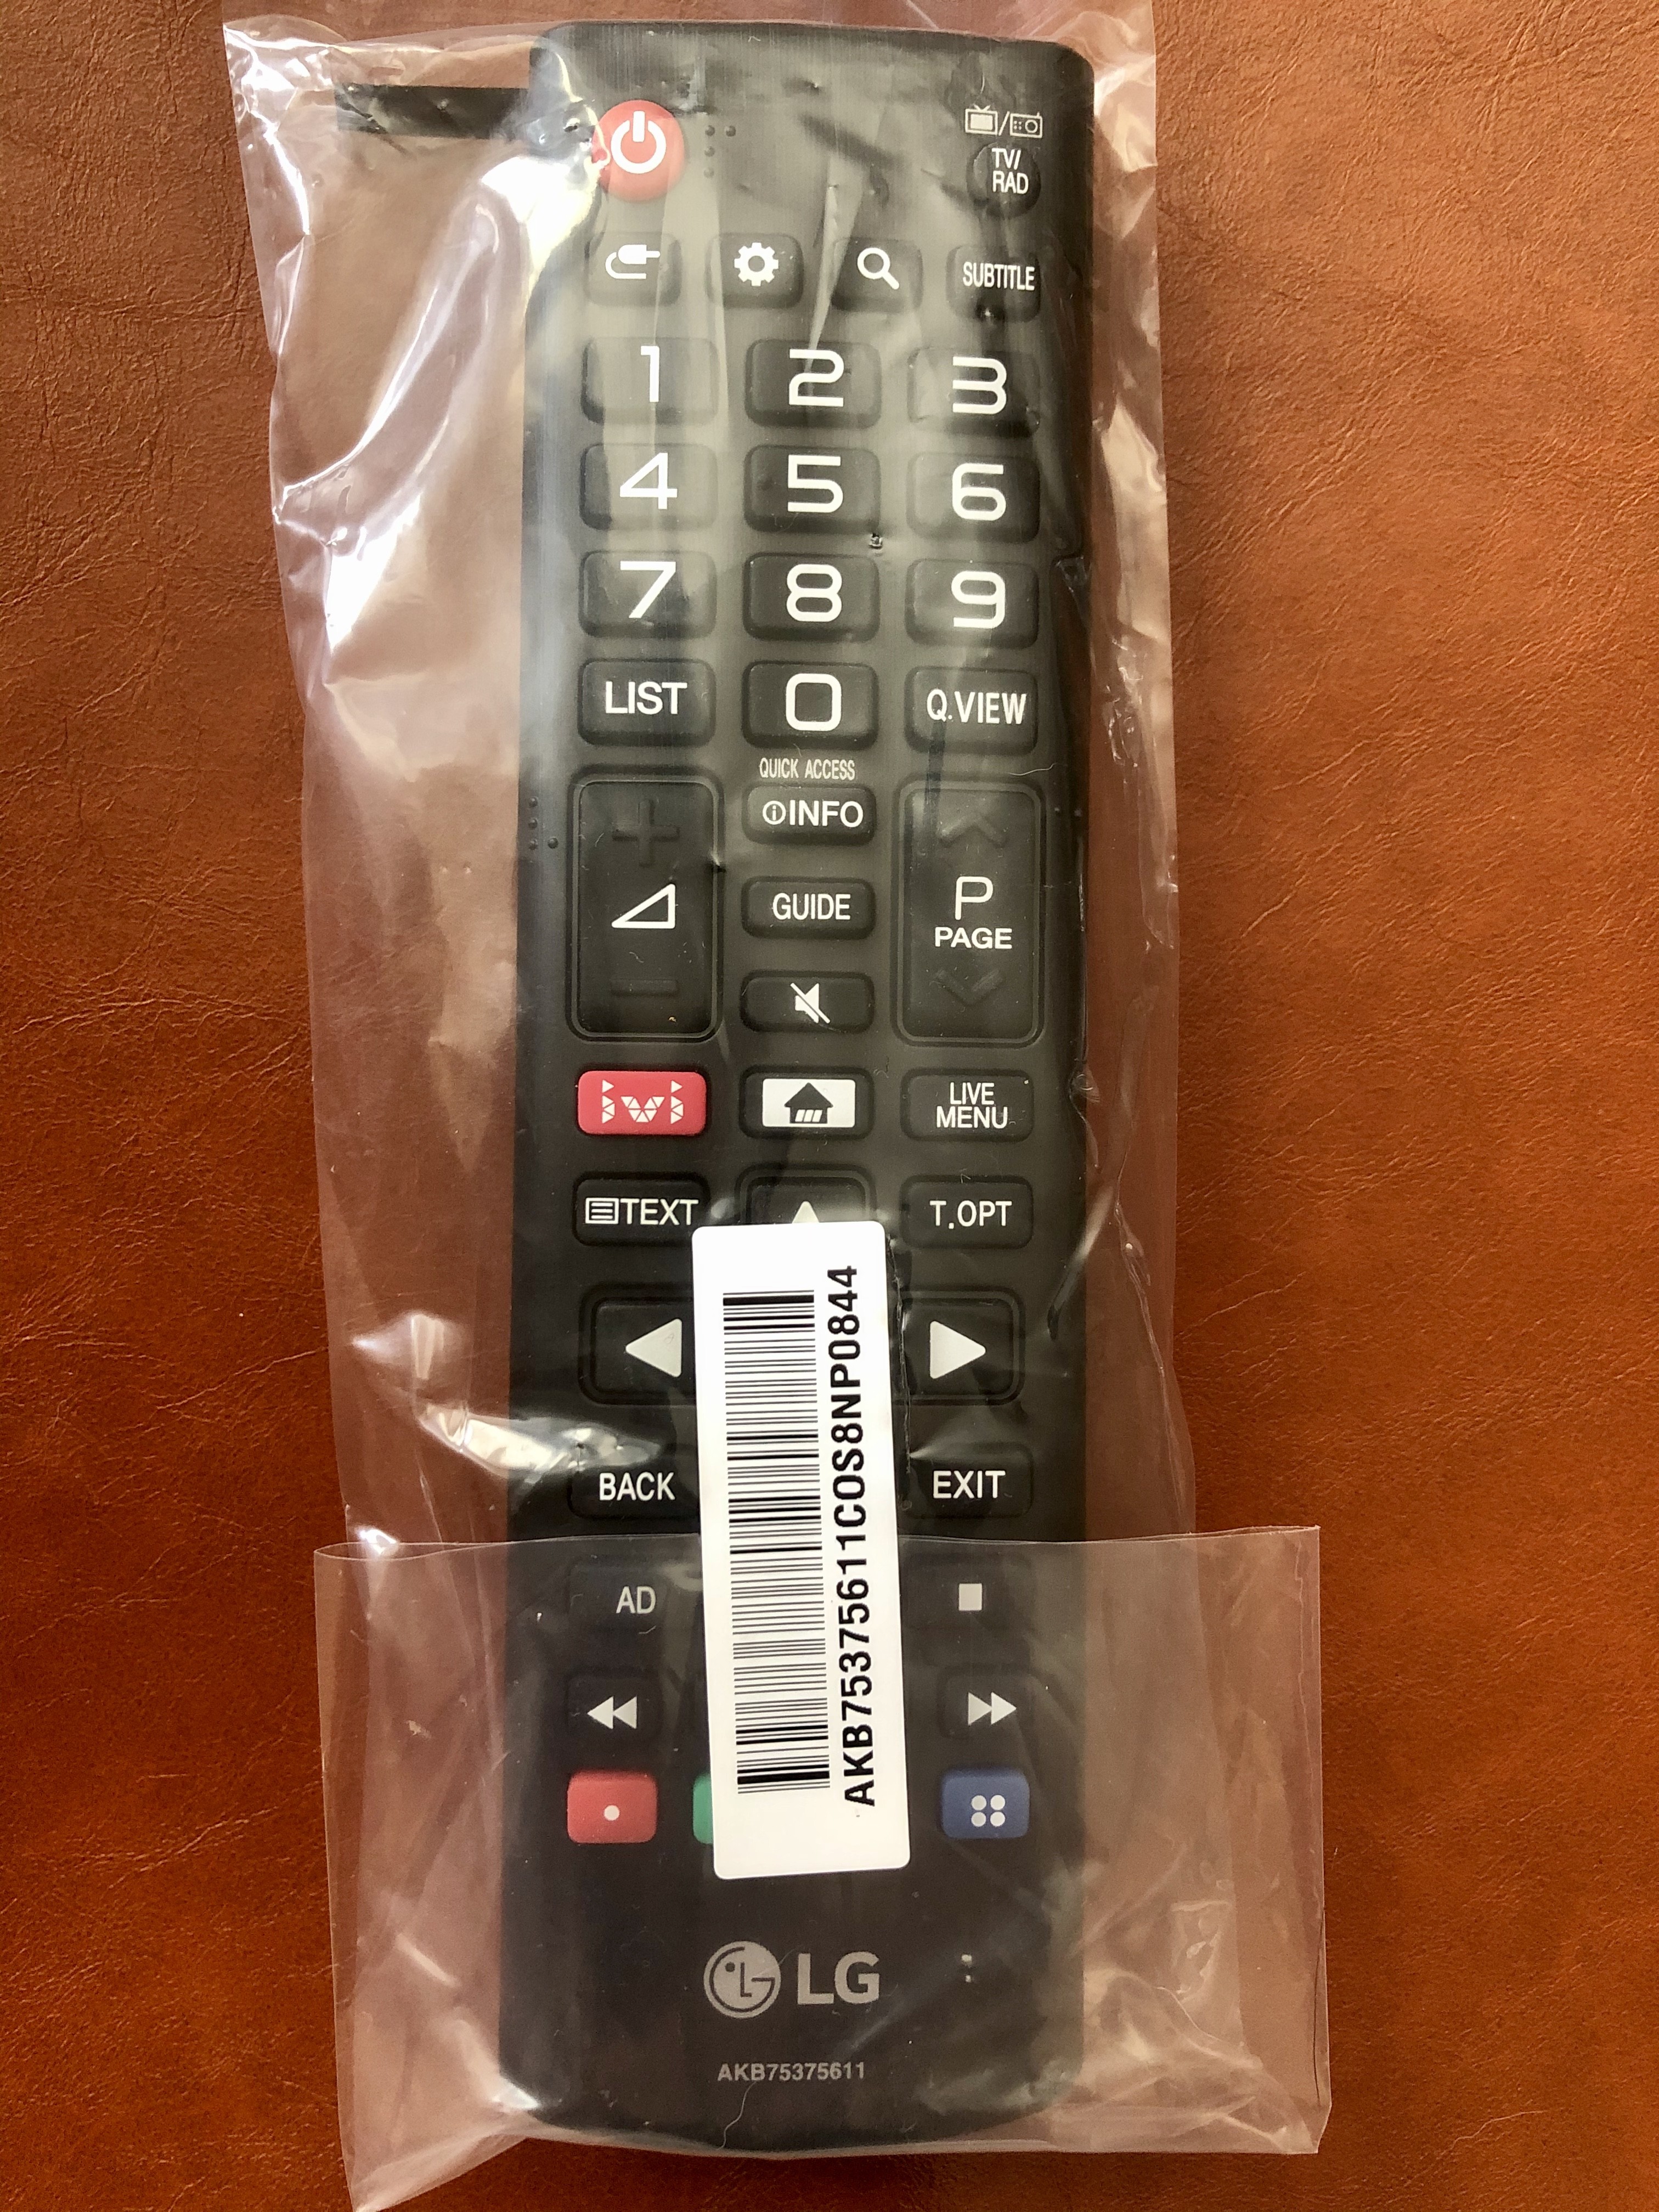 TV/
RAD
SUBTITLE
1 2 3
4 5 6
7 8 9
LIST 0 Q.VIEW
QUICK ACCESS
INFO
GUIDE
P
PAGE
LIVE
MENU
TEXT T.OPT
BACK EXIT
AD
AKB75375611COS8NP0844
LG
AKB75375611